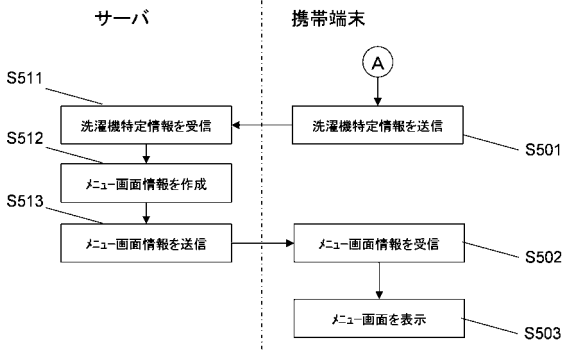 サーバ
携帯端末
A
S511
洗濯機特定情報を受信
洗濯機特定情報を送信
S501
S512
メニュー画面情報を作成
S513
メニュー画面情報を送信
メニュー画面情報を受信
S502
メニュー画面を表示
S503